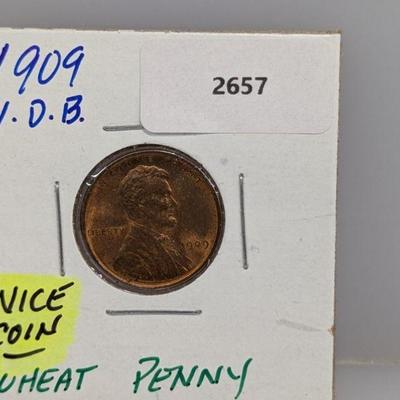 1909
V.D.B.
2657
LIBERTY
1909
NICE
COIN
WHEAT PENNY